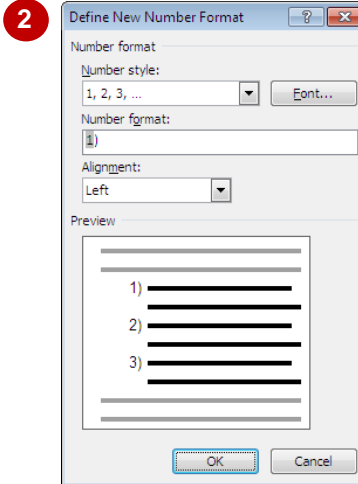 2
Define New Number Format
Number format
Number style:
1, 2, 3, ...
Font...
Number format:
1)
Alignment:
Left
Preview
1)
2)
3)
OK Cancel